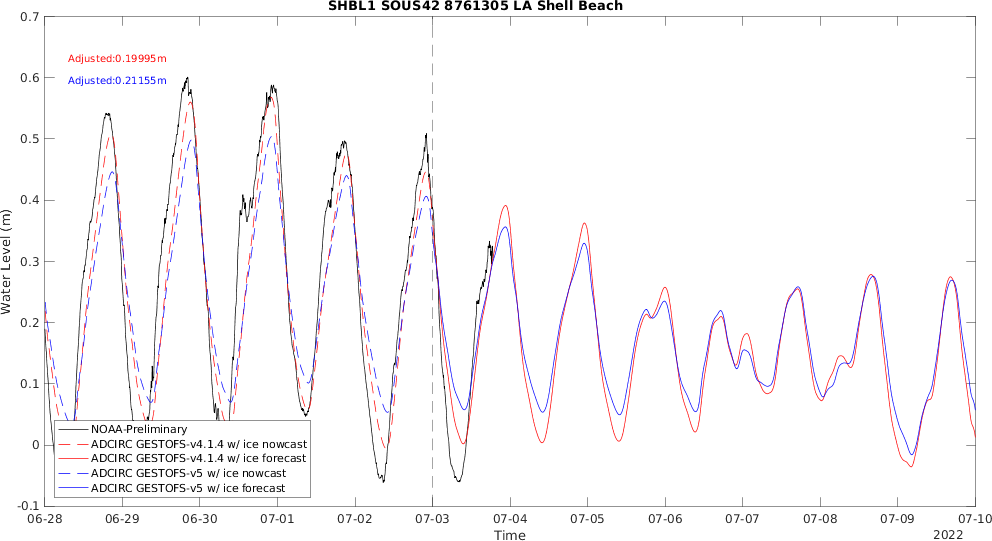 SHBL1 SOUS42 8761305 LA Shell Beach
0.7
0.6
0.5
0.4
0.3
0.2
0.1
0
-0.1
Water Level (m)
Adjusted:0.19995m
Adjusted:0.21155m
NOAA-Preliminary
ADCIRC GESTOFS-v4.1.4 w/ ice nowcast
ADCIRC GESTOFS-v4.1.4 w/ ice forecast
ADCIRC GESTOFS-v5 w/ ice nowcast
ADCIRC GESTOFS-v5 w/ ice forecast
06-28 06-29 06-30 07-01 07-02 07-03 07-04 07-05 07-06 07-07 07-08 07-09 07-10
Time
2022